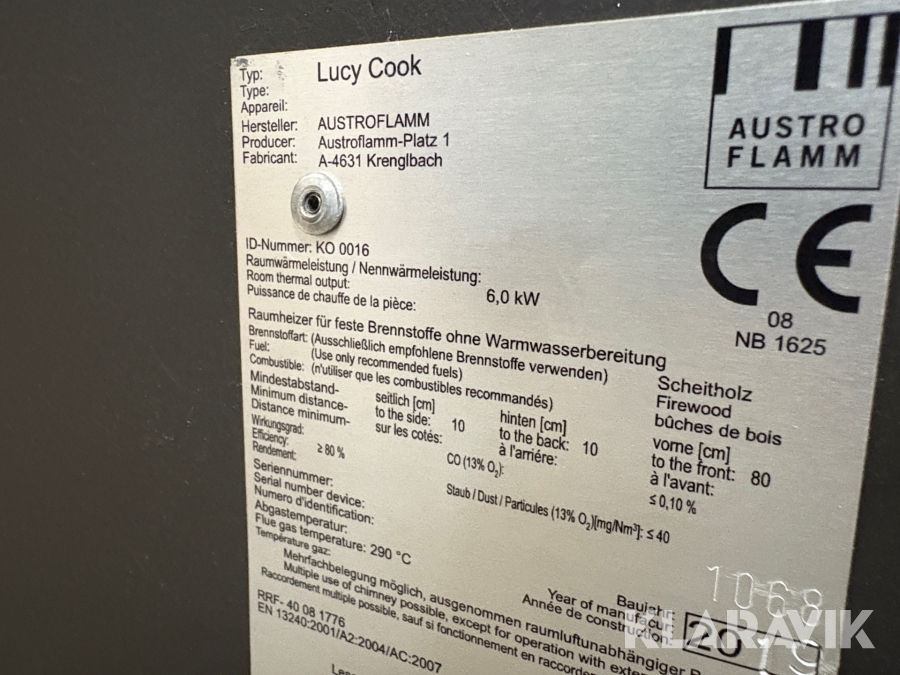 Typ: Lucy Cook
Type:
Appareil:
Hersteller: AUSTROFLAMM
Producer: Austroflamm-Platz 1
Fabricant: A-4631 Krenglbach
AUSTRO
FLAMM
CE
08
NB 1625
ID-Nummer: KO 0016
Raumwärmeleistung / Nennwärmeleistung:
Room thermal output: 6,0 kW
Puissance de chauffe de la pièce:
Raumheizer für feste Brennstoffe ohne Warmwasserbereitung
Brennstoffart: (Ausschließlich empfohlene Brennstoffe verwenden) Scheitholz
Fuel: (Use only recommended fuels) Firewood
Combustible: (n'utiliser que les combustibles recommandés) bûches de bois
Mindestabstand- seitlich [cm] hinten [cm] vorne [cm]
Minimum distance- to the side: 10 to the back: 10 to the front: 80
Distance minimum- sur les cotés: à l'arriére: à l'avant:
Wirkungsgrad:
Efficiency: ≥ 80 % CO (13% O₂): ≤ 0,10 %
Rendement:
Staub / Dust / Particules (13% O₂)[mg/Nm³]: ≤ 40
Seriennummer:
Serial number device:
Numero d'identification:
Abgastemperatur:
Flue gas temperature: 290 °C
Température gaz:
1068
Mehrfachbelegung möglich, ausgenommen raumluftunabhängiger
Multiple use of chimney possible, except for operation with
Raccordement multiple possible, sauf si fonctionnement en
Baujahr
Year of manufactur
Année de construction
20
RRF- 40 08 1776
EN 13240:2001/A2:2004/AC:2007
KLARAVIK